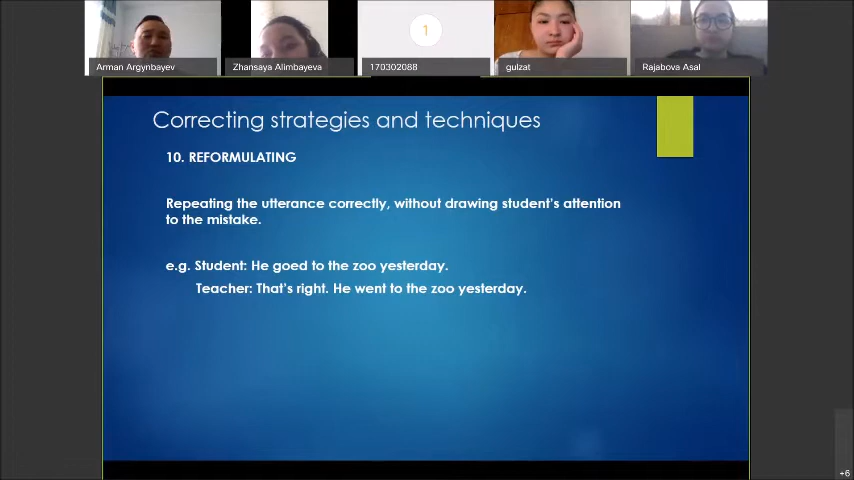 1
Arman Argynbayev
Zhansaya Alimbayeva
170302088
gulzat
Rajabova Asal
Correcting strategies and techniques
10. REFORMULATING
Repeating the utterance correctly, without drawing student's attention
to the mistake.
e.g. Student: He goed to the zoo yesterday.
Teacher: That's right. He went to the zoo yesterday.
+6